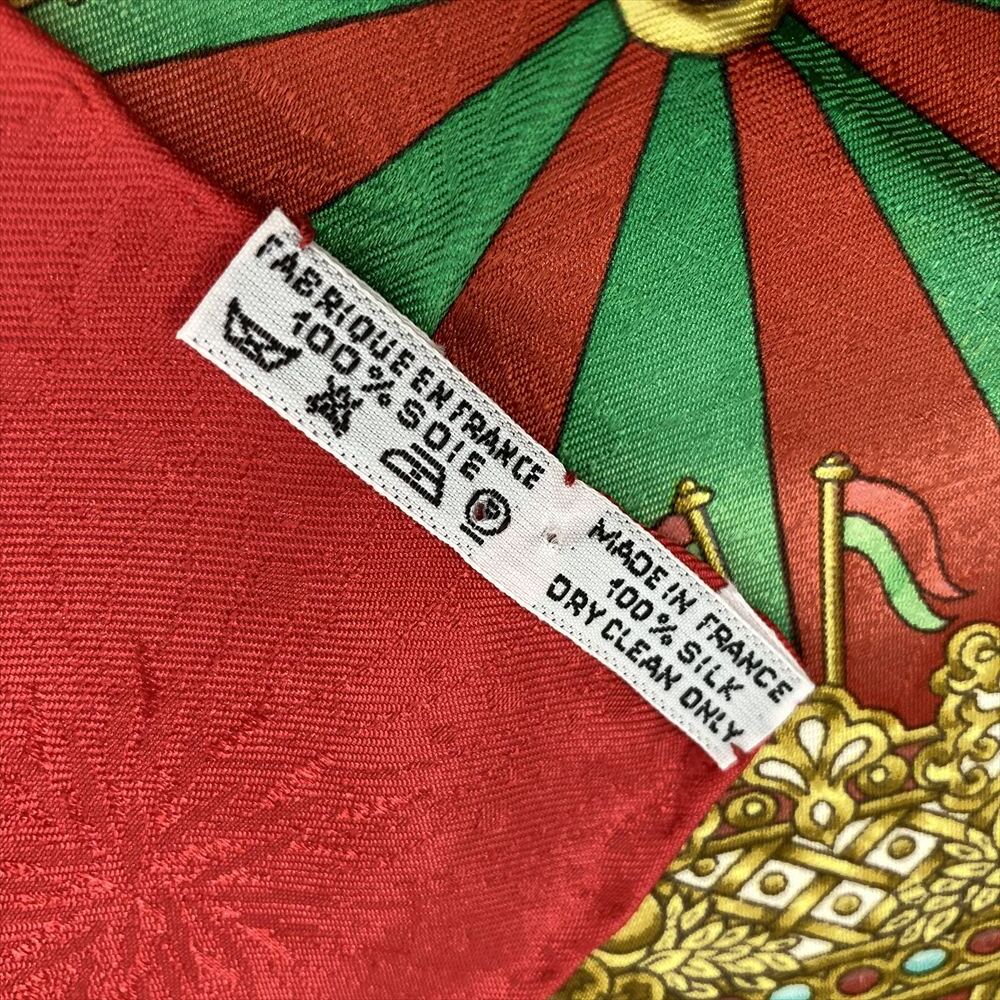 FABRIQUE EN FRANCE
100% SOIE
MADE IN FRANCE
100% SILK
DRY CLEAN ONLY